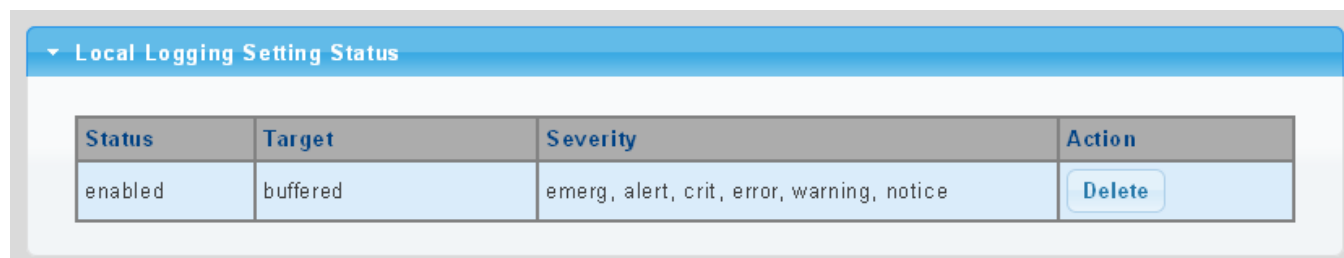 Local Logging Setting Status
Status Target Severity Action
enabled buffered emerg, alert, crit, error, warning, notice Delete